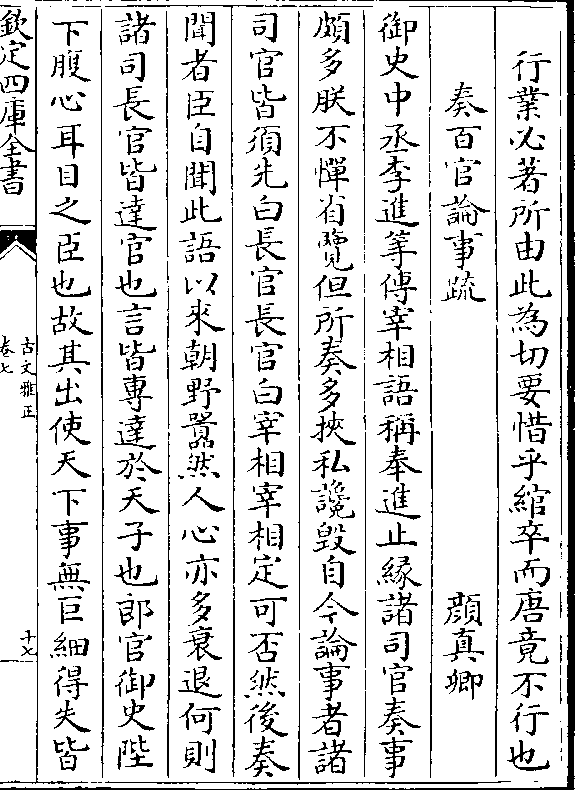 行業必著所由此為切要惜乎綰卒而唐竟不行也
奏百官論事疏 顔真卿
御史中丞李進等傳宰相語稱奉進止緣諸司官奏事
頗多朕不憚省覽但所奏多挾私讒毀自今論事者諸
司官皆須先白長官長官白宰相宰相定可否然後奏
聞者臣自聞此語以來朝野嚣然人心亦多衰退何則
諸司長官皆達官也言皆專達於天子也郎官御史陛
下腹心耳目之臣也故其出使天下事無巨細得失皆
欽定四庫全書
古文雅正
卷七
十七